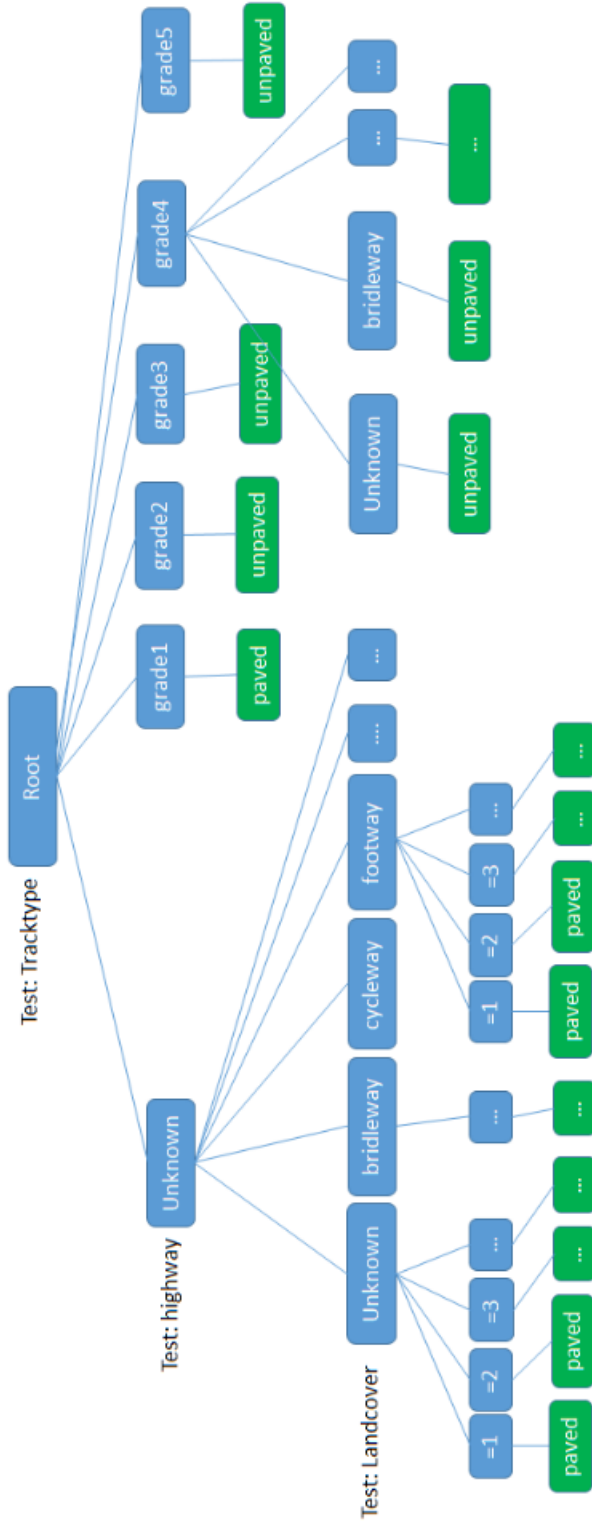 Test: Tracktype
Root
Test: highway
Unknown
grade1
grade2
grade3
grade4
grade5
paved
unpaved
unpaved
unpaved
Test: Landcover
Unknown
bridleway
cycleway
footway
....
...
Unknown
bridleway
...
...
=1
=2
=3
...
...
=1
=2
=3
...
unpaved
unpaved
...
paved
paved
...
...
...
paved
paved
...
...